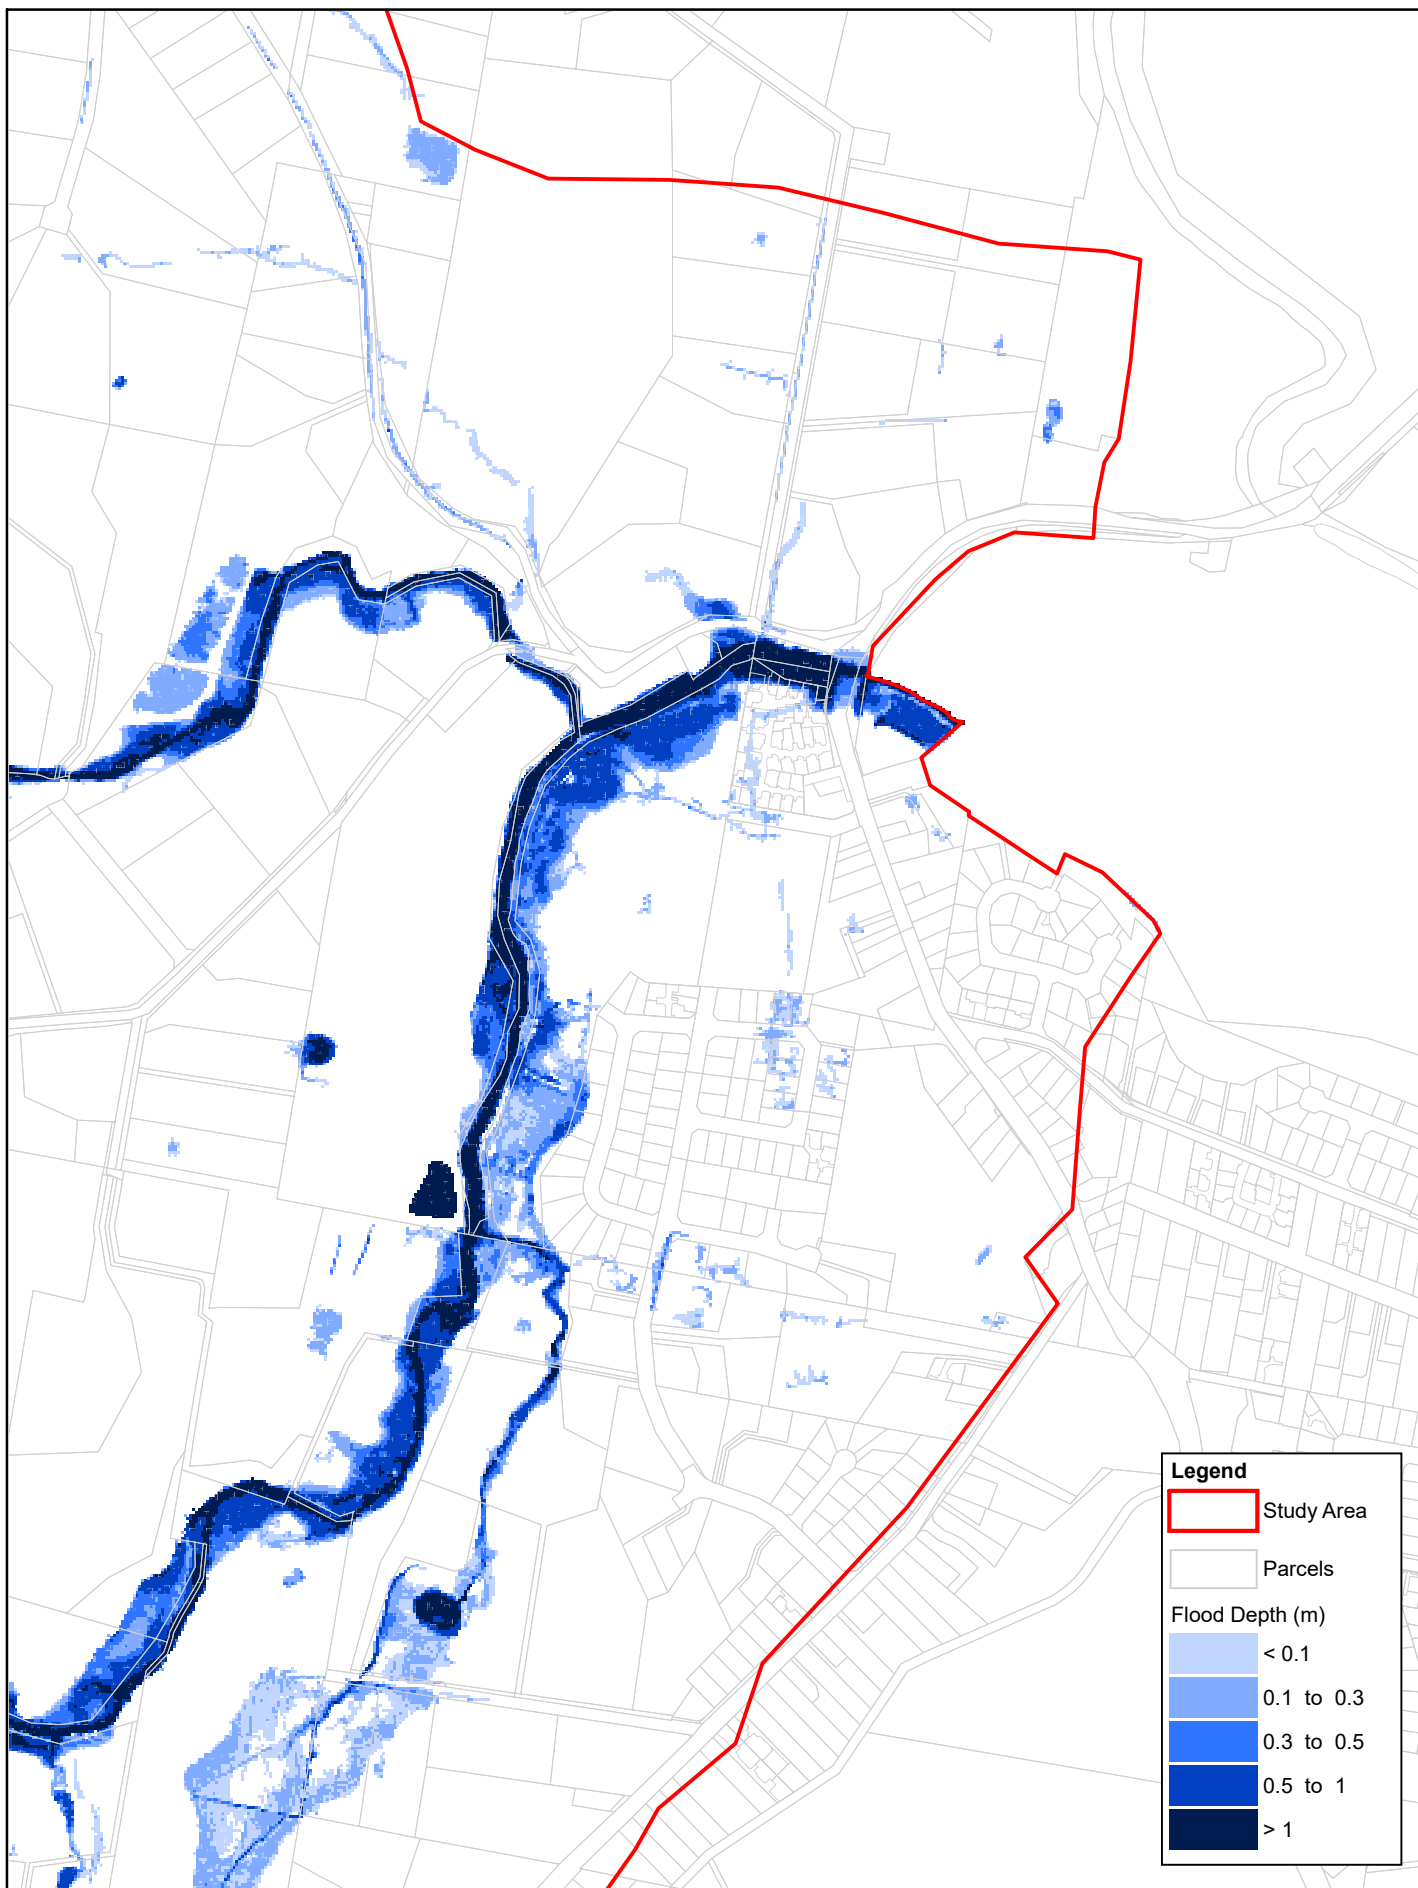 Legend
Study Area
Parcels
Flood Depth (m)
< 0.1
0.1 to 0.3
0.3 to 0.5
0.5 to 1
> 1